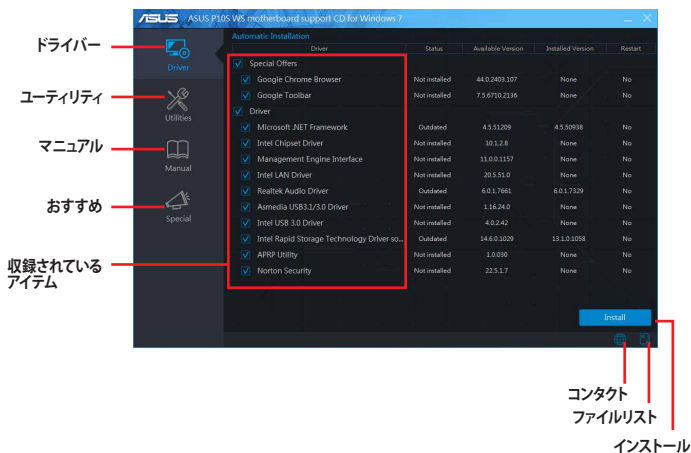 ASUS ASUS P10S WS motherboard support CD for Windows 7
ドライバー
Driver
ユーティリティ
Utilities
マニュアル
Manual
おすすめ
Special
収録されている
アイテム
Automatic Installation
Driver Status Available Version Installed Version Restart
Special Offers
Google Chrome Browser Not installed 44.0.2403.107 None No
Google Toolbar Not installed 7.5.6710.2136 None No
Driver
Microsoft .NET Framework Outdated 4.5.51209 4.5.50938 No
Intel Chipset Driver Not installed 10.1.2.8 None No
Management Engine Interface Not installed 11.0.0.1157 None No
Intel LAN Driver Not installed 20.5.51.0 None No
Realtek Audio Driver Outdated 6.0.1.7661 6.0.1.7329 No
Asmedia USB3.1/3.0 Driver Not installed 1.16.24.0 None No
Intel USB 3.0 Driver Not installed 4.0.2.42 None No
Intel Rapid Storage Technology Driver so... Outdated 14.6.0.1029 13.1.0.1058 No
APRP Utility Not installed 1.0.030 None No
Norton Security Not installed 22.5.1.7 None No
Install
コンタクト
ファイルリスト
インストール